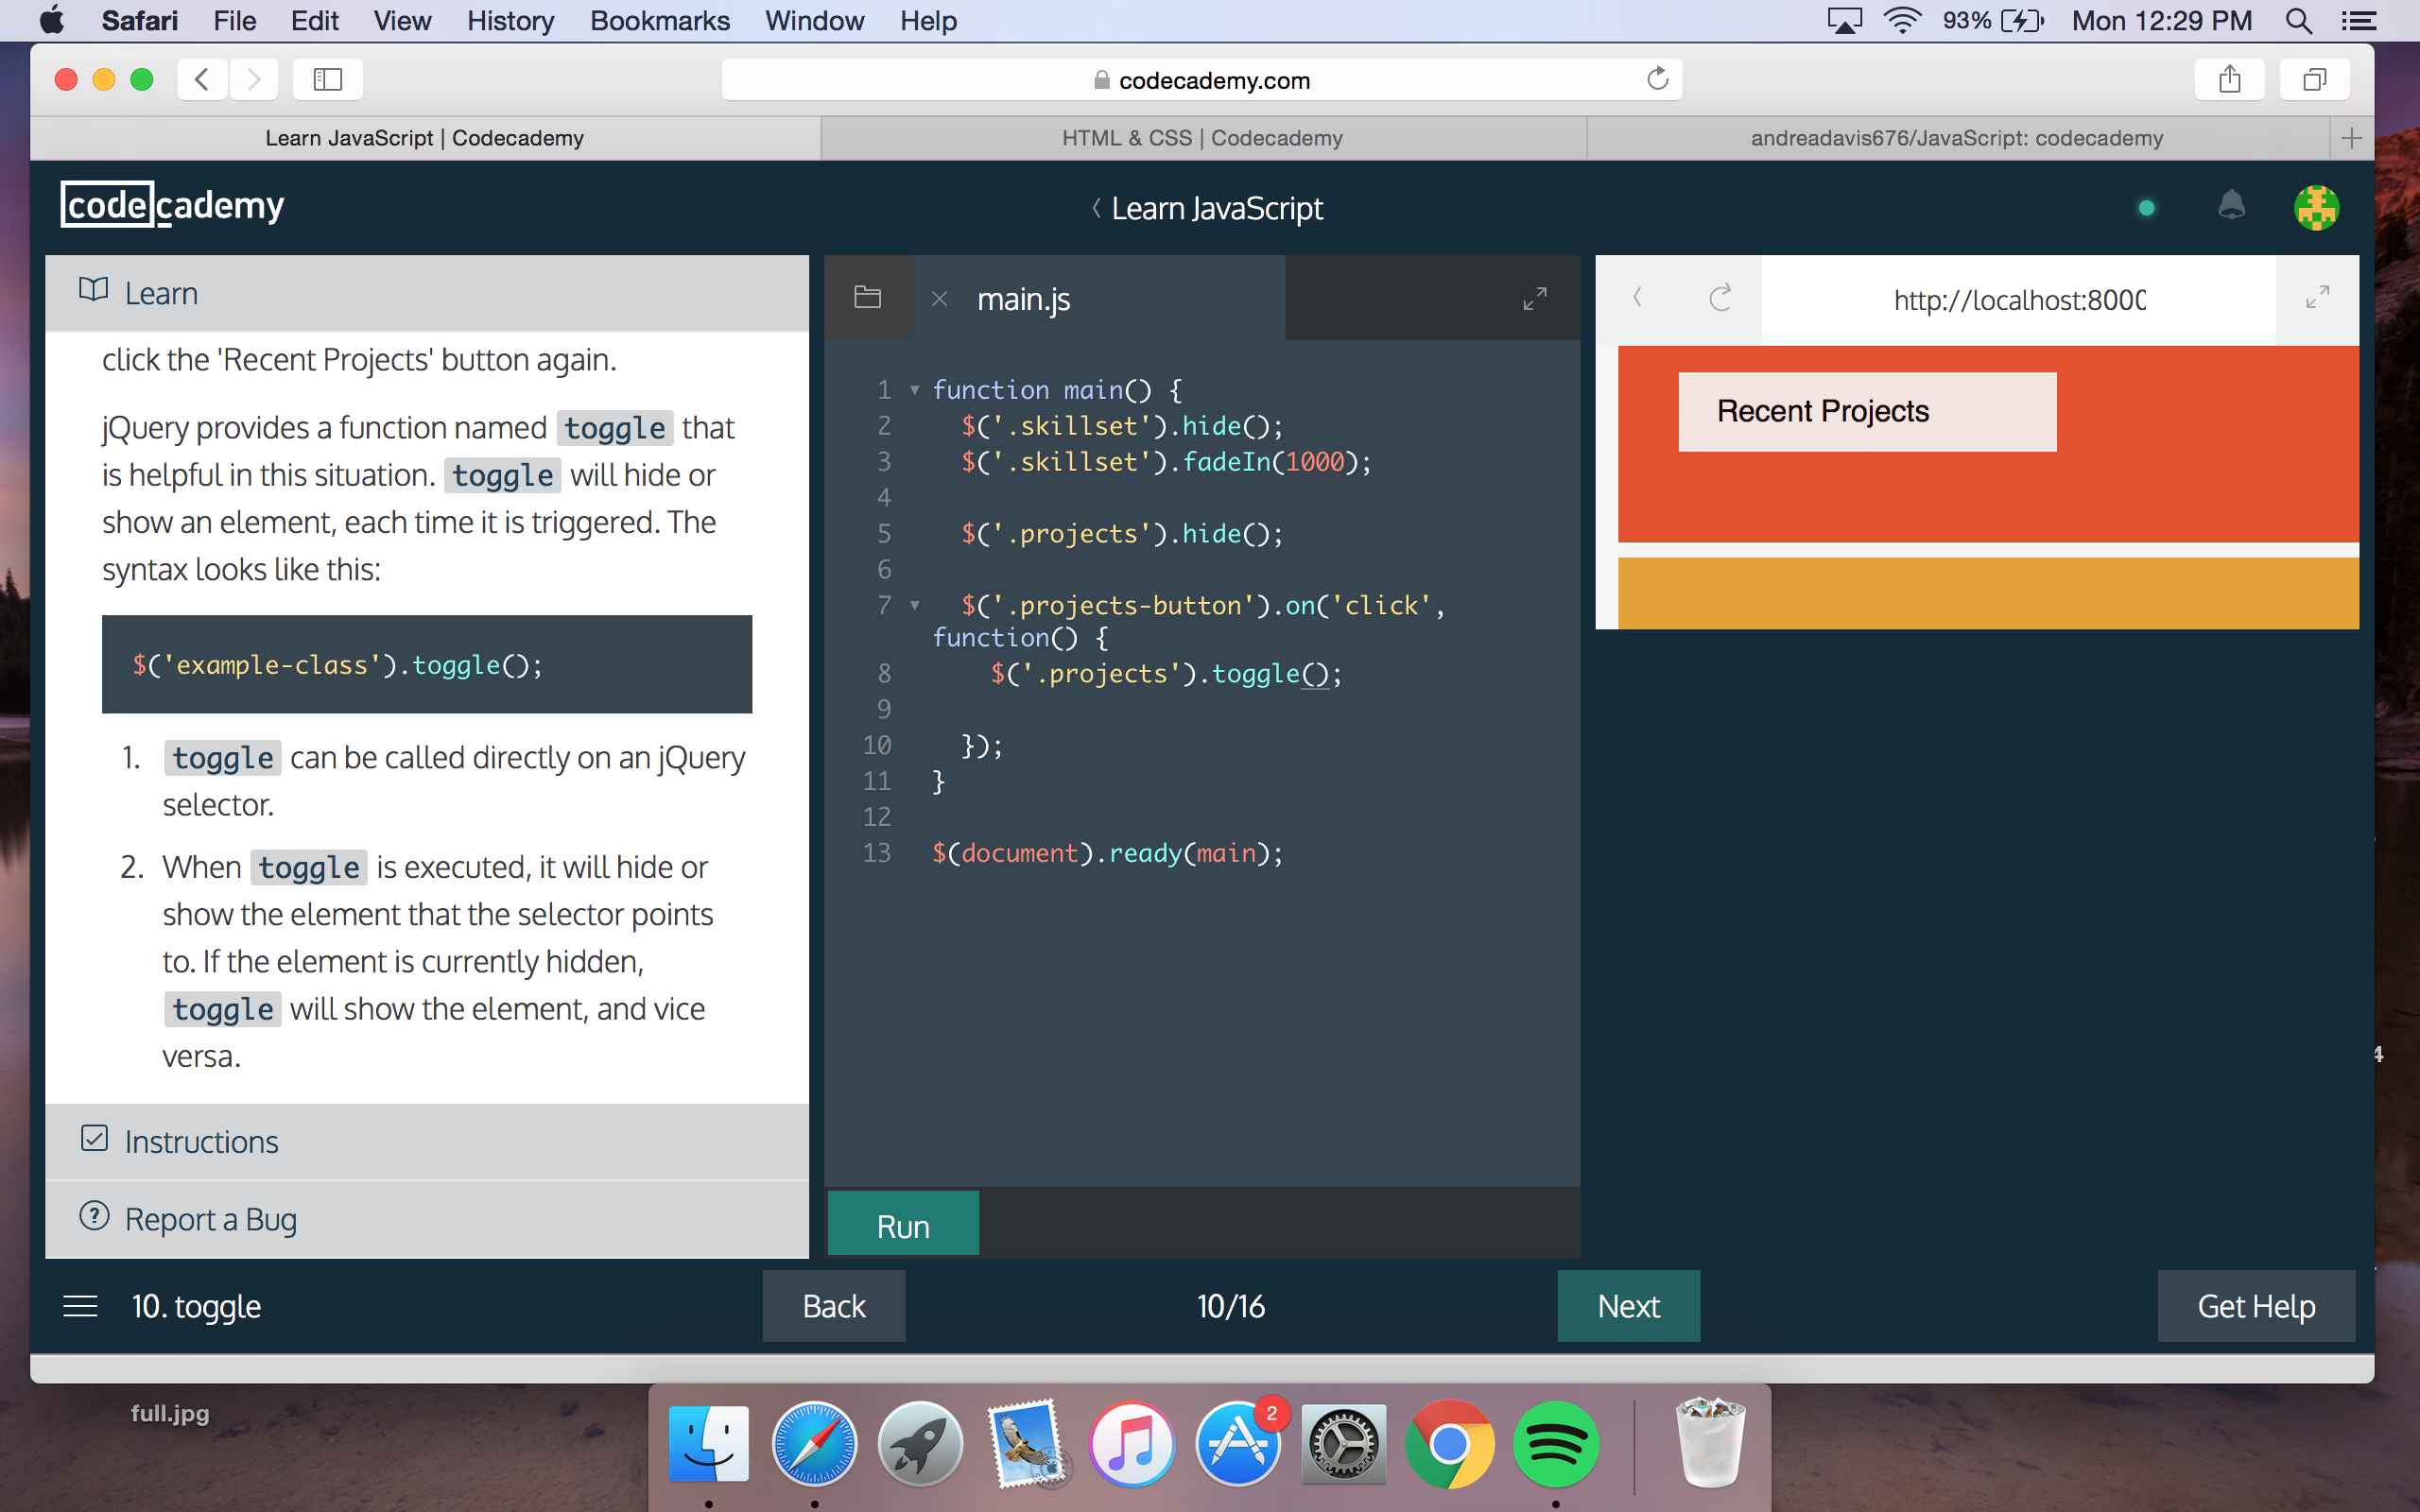 Safari File Edit View History Bookmarks Window Help 93% Mon 12:29 PM
codecademy.com
Learn JavaScript | Codecademy HTML & CSS | Codecademy andreadavis676/JavaScript: codecademy
codecademy Learn JavaScript
Learn
click the 'Recent Projects' button again.
jQuery provides a function named toggle that
is helpful in this situation. toggle will hide or
show an element, each time it is triggered. The
syntax looks like this:
$('example-class').toggle();
1. toggle can be called directly on an jQuery
selector.
2. When toggle is executed, it will hide or
show the element that the selector points
to. If the element is currently hidden,
toggle will show the element, and vice
versa.
Instructions
Report a Bug
main.js
1 function main() {
2 $('.skillset').hide();
3 $('.skillset').fadeIn(1000);
4
5 $('.projects').hide();
6
7 $('.projects-button').on('click',
function() {
8 $('.projects').toggle();
9
10 });
11 }
12
13 $(document).ready(main);
Run
http://localhost:8000
Recent Projects
10. toggle Back 10/16 Next Get Help
4
full.jpg
2